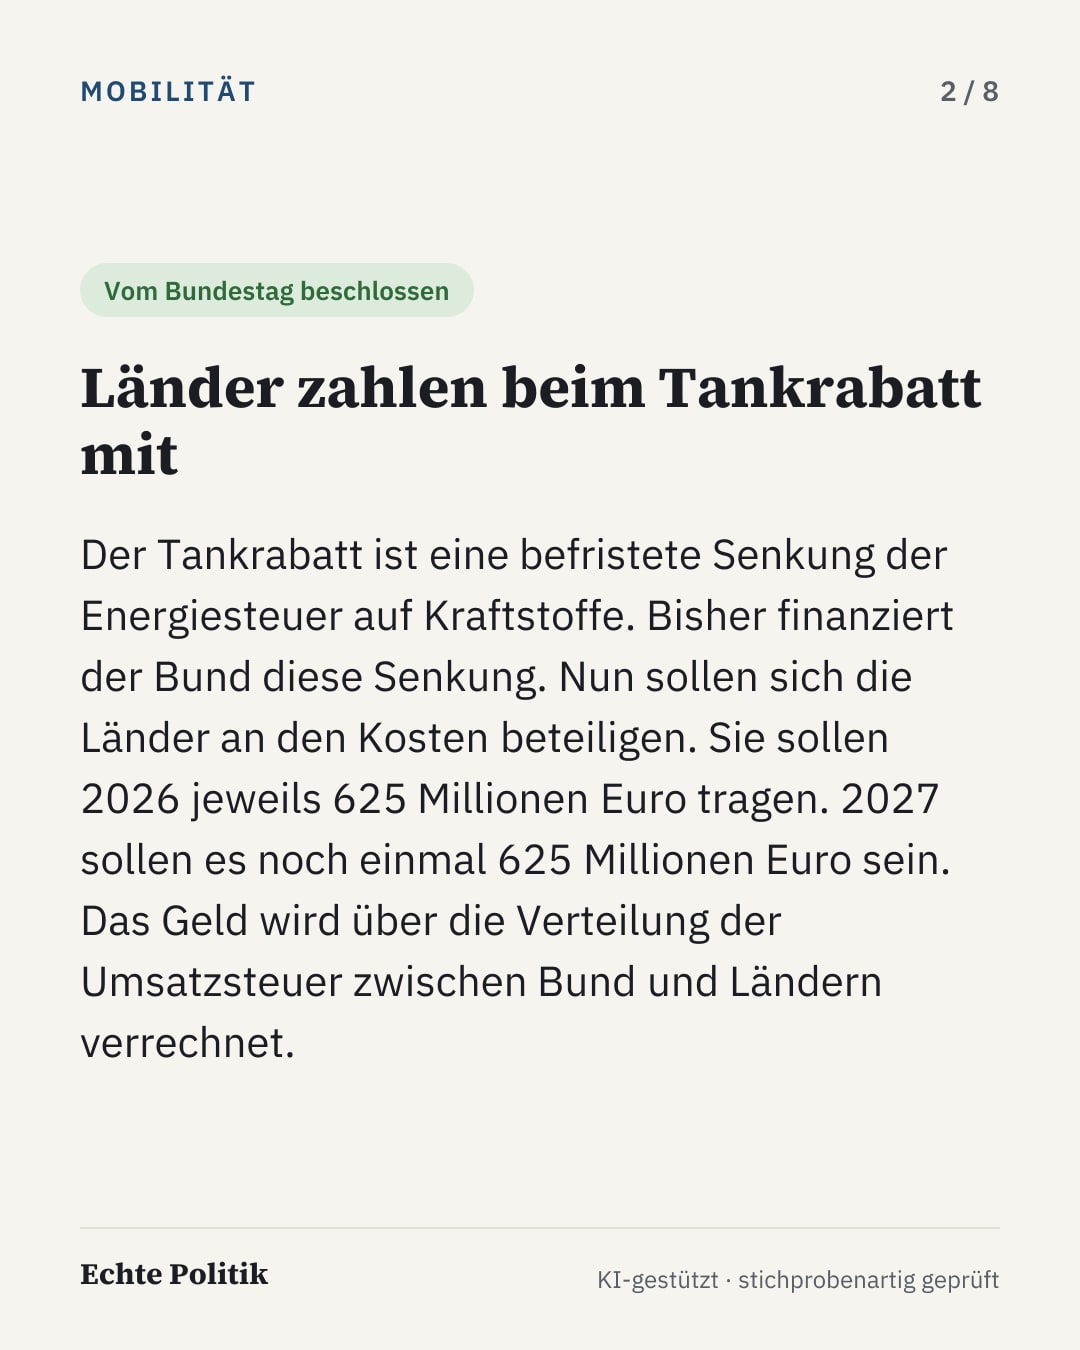 MOBILITÄT
2 / 8
Vom Bundestag beschlossen
Länder zahlen beim Tankrabatt
mit
Der Tankrabatt ist eine befristete Senkung der
Energiesteuer auf Kraftstoffe. Bisher finanziert
der Bund diese Senkung. Nun sollen sich die
Länder an den Kosten beteiligen. Sie sollen
2026 jeweils 625 Millionen Euro tragen. 2027
sollen es noch einmal 625 Millionen Euro sein.
Das Geld wird über die Verteilung der
Umsatzsteuer zwischen Bund und Ländern
verrechnet.
Echte Politik
KI-gestützt · stichprobenartig geprüft